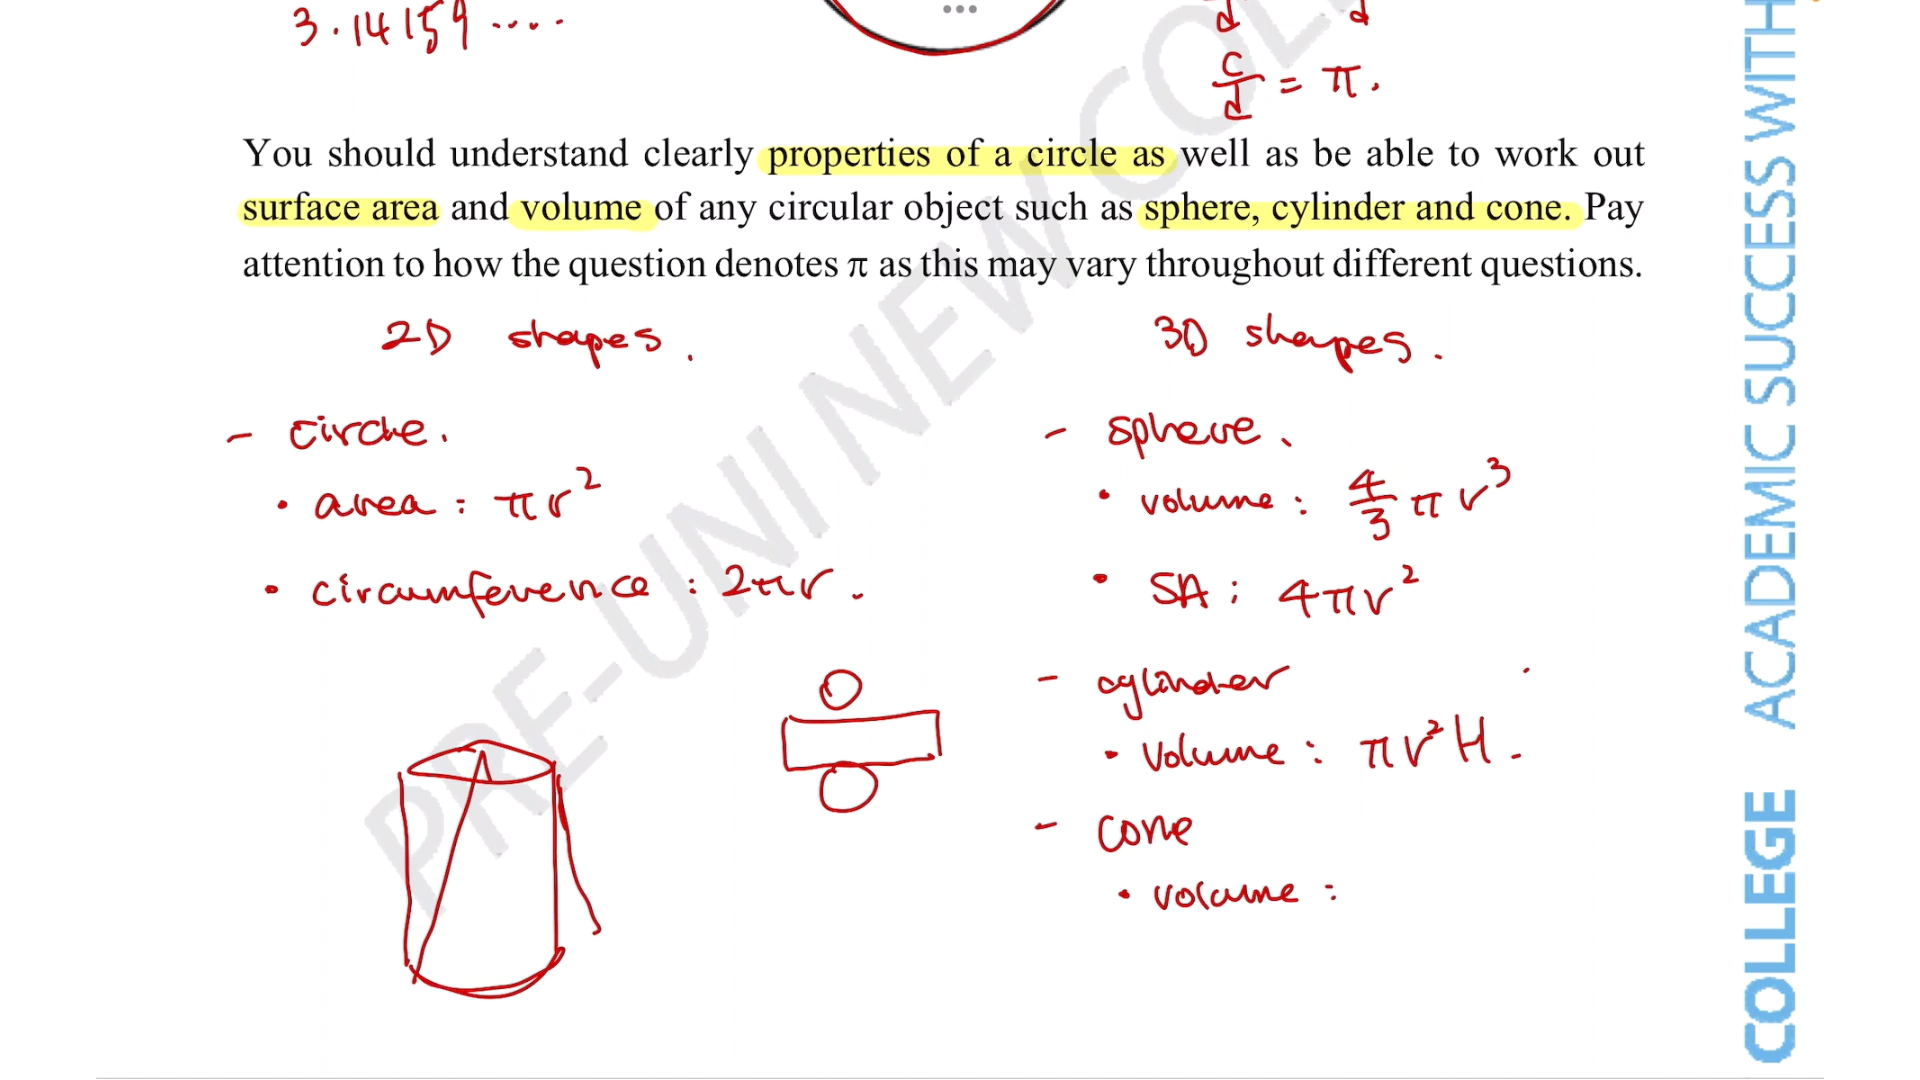 3.14159....
d d
c/d = π.
You should understand clearly properties of a circle as well as be able to work out
surface area and volume of any circular object such as sphere, cylinder and cone. Pay
attention to how the question denotes π as this may vary throughout different questions.
2D shapes.
3D shapes.
- circle.
• area : πr²
• circumference : 2πr.
- sphere.
• volume : 4/3 πr³
• SA : 4πr²
- cylinder
• Volume : πr²H.
- cone
• volume :
PRE-UNI NEW COL
COLLEGE ACADEMIC SUCCESS WITH